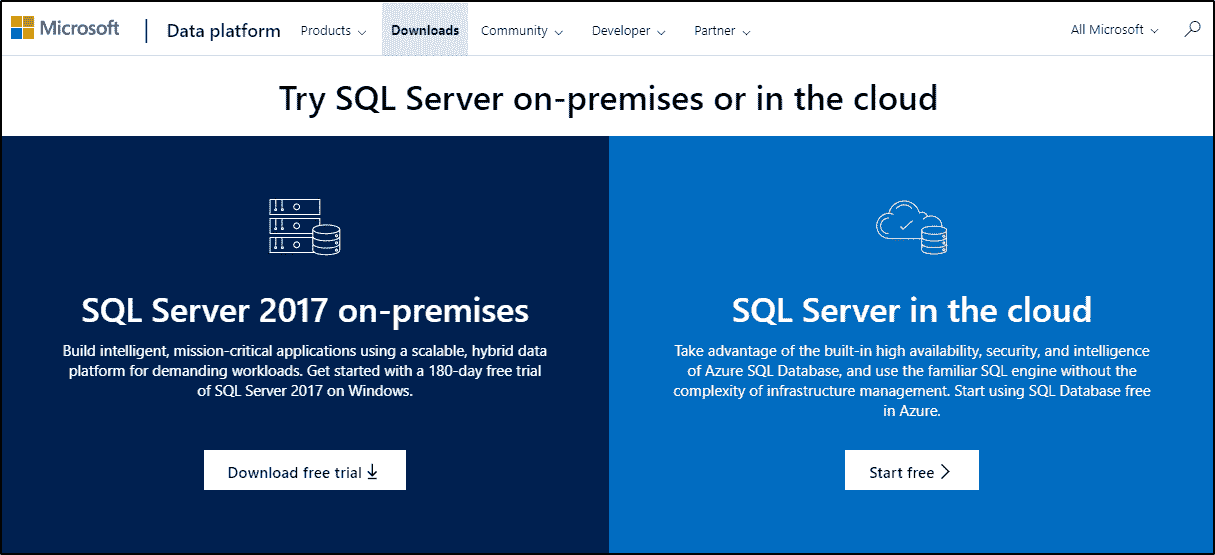 Microsoft | Data platform Products Downloads Community Developer Partner All Microsoft
Try SQL Server on-premises or in the cloud
SQL Server 2017 on-premises
Build intelligent, mission-critical applications using a scalable, hybrid data
platform for demanding workloads. Get started with a 180-day free trial
of SQL Server 2017 on Windows.
Download free trial
SQL Server in the cloud
Take advantage of the built-in high availability, security, and intelligence
of Azure SQL Database, and use the familiar SQL engine without the
complexity of infrastructure management. Start using SQL Database free
in Azure.
Start free